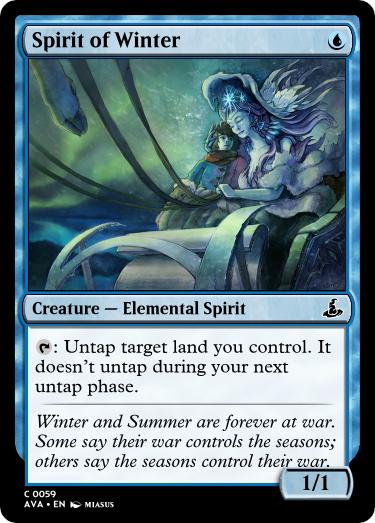 Spirit of Winter
Creature — Elemental Spirit
: Untap target land you control. It
doesn't untap during your next
untap phase.
Winter and Summer are forever at war.
Some say their war controls the seasons;
others say the seasons control their war.
1/1
C 0059
AVA • EN MIASUS